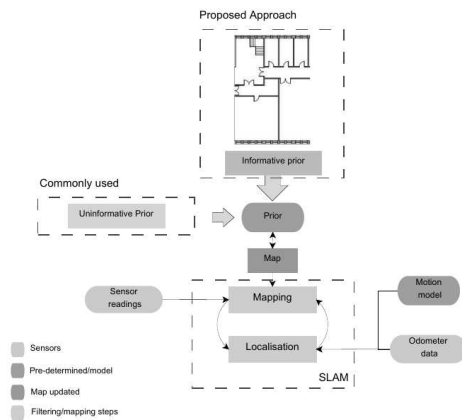 Proposed Approach
Informative prior
Commonly used
Uninformative Prior
Prior
Map
Sensor
readings
Mapping
Motion
model
Localisation
Odometer
data
SLAM
Sensors
Pre-determined/model
Map updated
Filtering/mapping steps